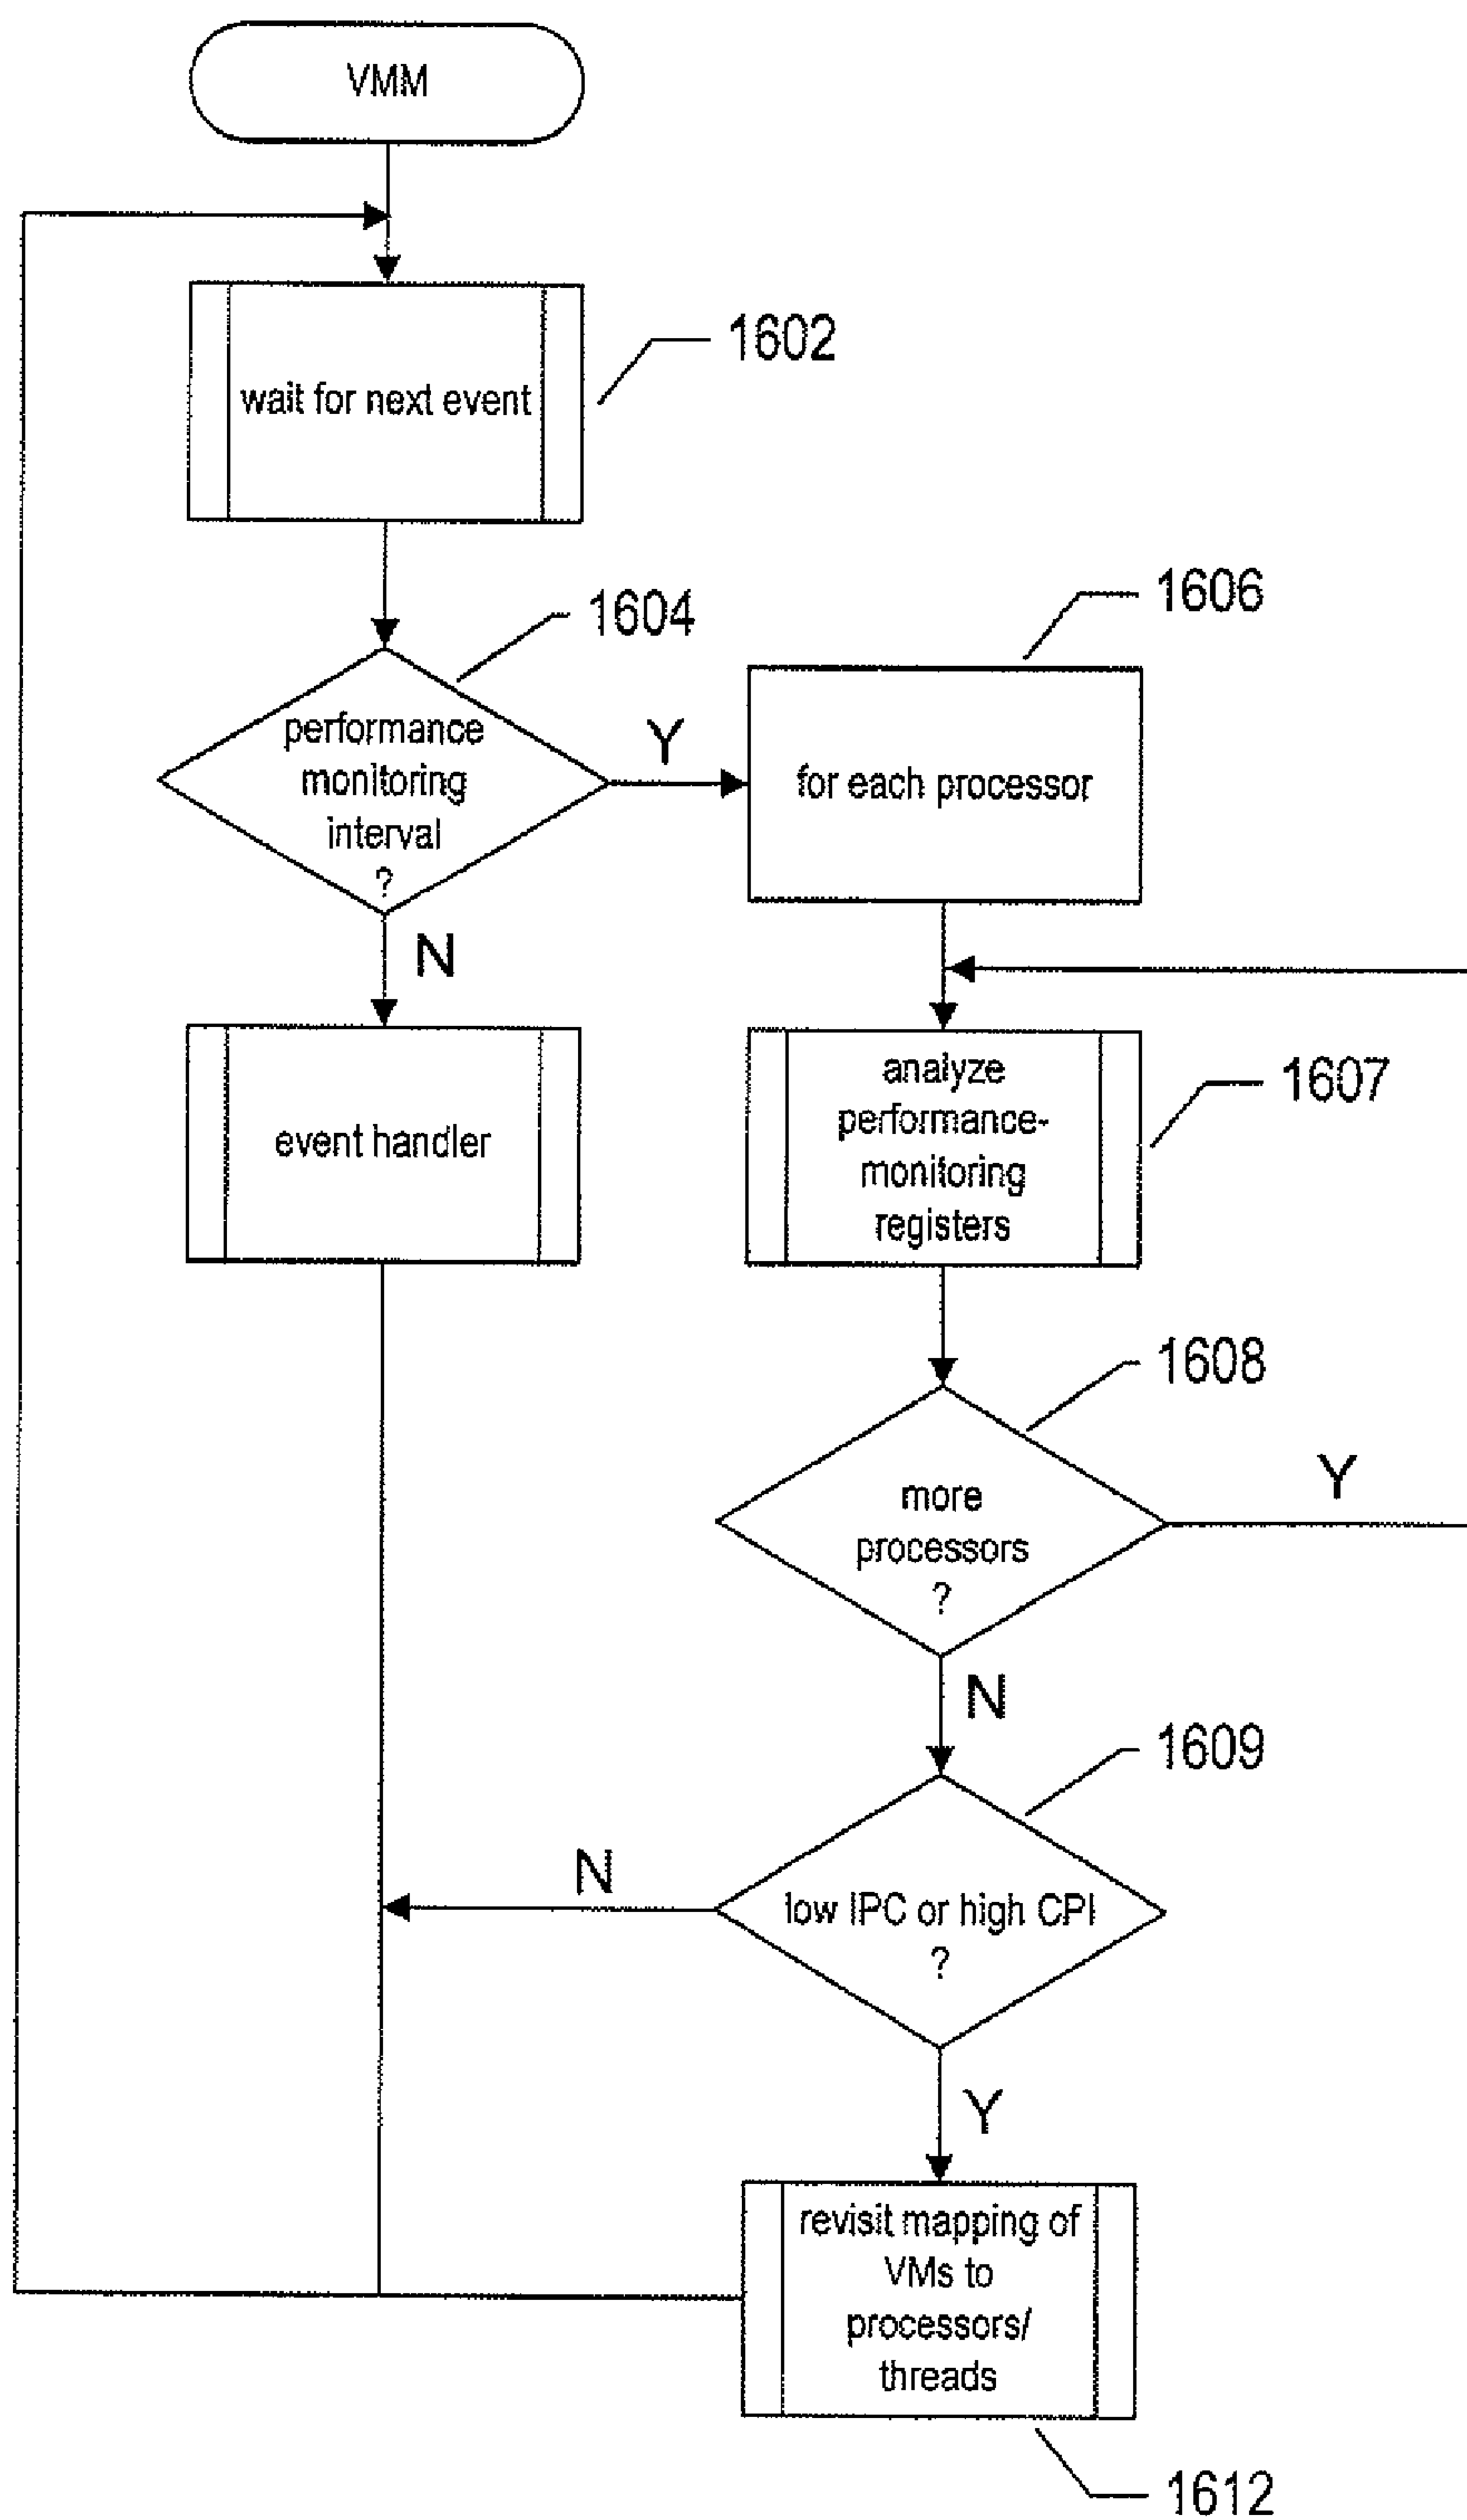 VMM
wait for next event
1602
1604
performance
monitoring
interval
?
Y
N
1606
for each processor
event handler
analyze
performance-
monitoring
registers
1607
1608
more
processors
?
Y
N
1609
low IPC or high CPI
?
N
Y
revisit mapping of
VMs to
processors/
threads
1612